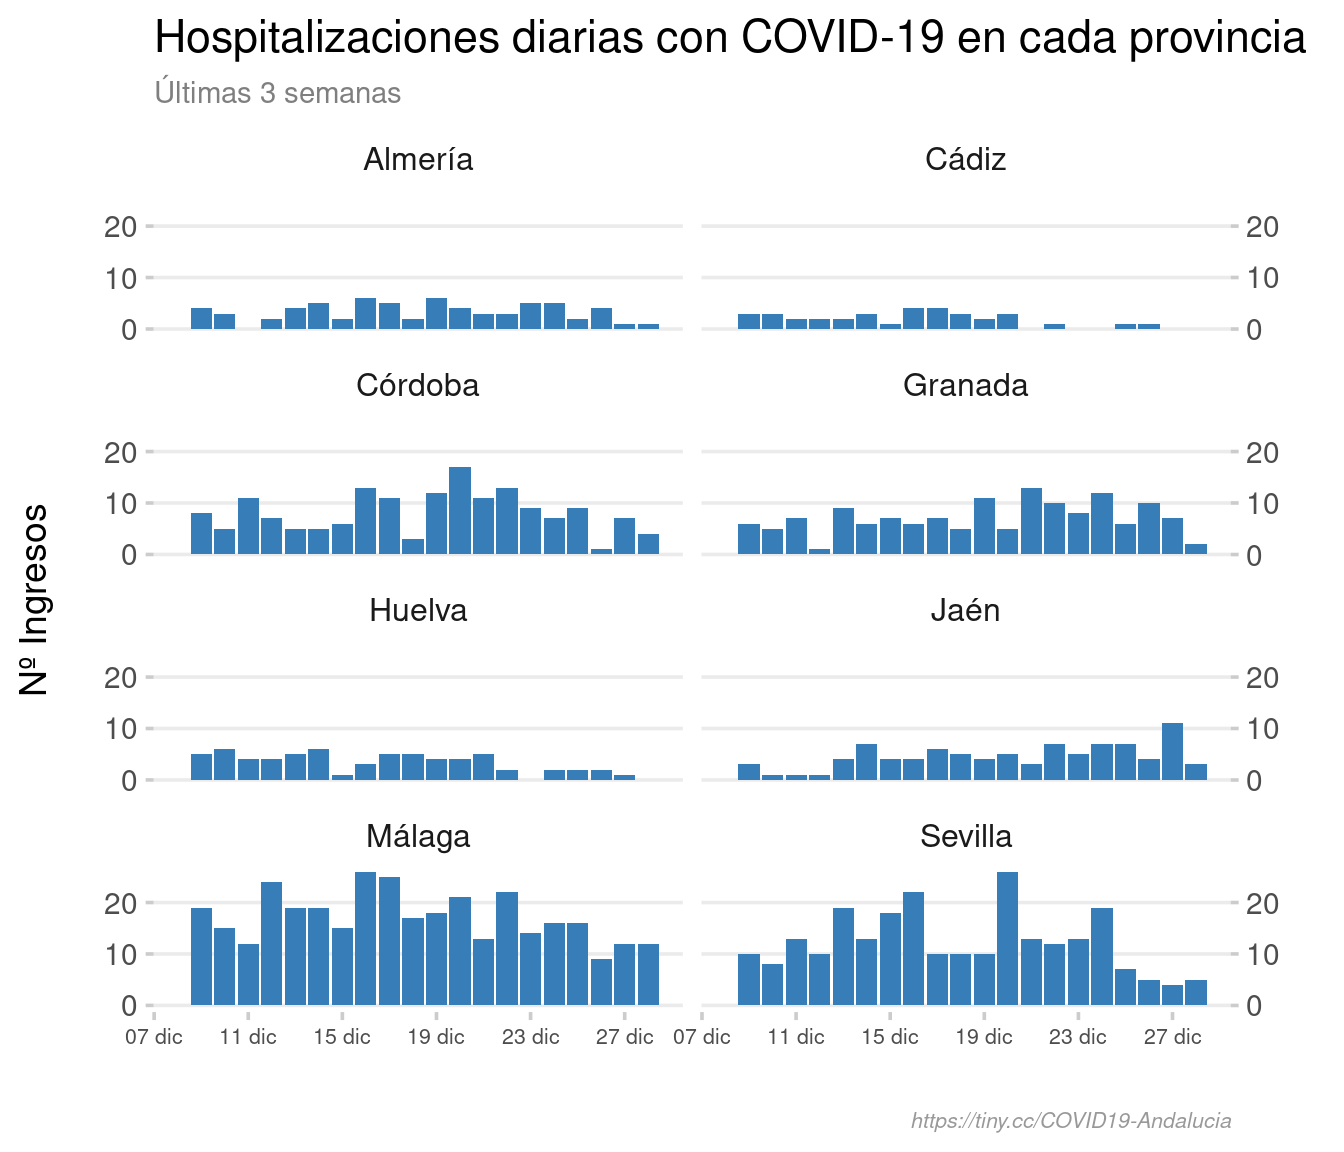 Hospitalizaciones diarias con COVID-19 en cada provincia
Últimas 3 semanas
Almería
Cádiz
20
10
0
20
10
0
Córdoba
Granada
20
10
0
20
10
0
Nº Ingresos
Huelva
Jaén
20
10
0
20
10
0
Málaga
Sevilla
20
10
0
20
10
0
07 dic 11 dic 15 dic 19 dic 23 dic 27 dic
07 dic 11 dic 15 dic 19 dic 23 dic 27 dic
https://tiny.cc/COVID19-Andalucia